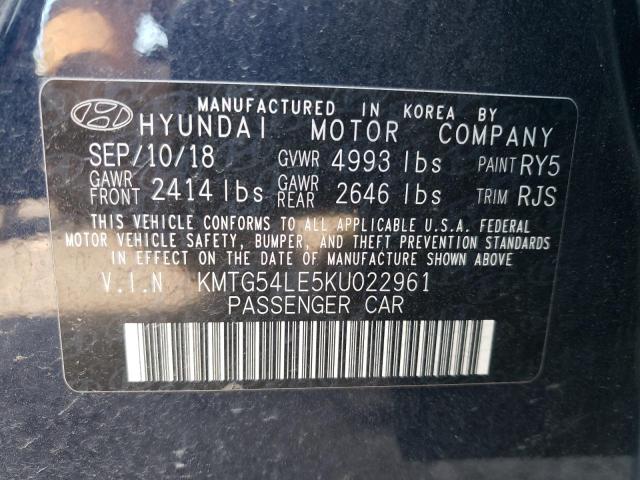 MANUFACTURED IN KOREA BY
HYUNDAI MOTOR COMPANY
SEP/10/18 GVWR 4993 lbs PAINT RY5
GAWR FRONT 2414 lbs GAWR REAR 2646 lbs TRIM RJS
THIS VEHICLE CONFORMS TO ALL APPLICABLE U.S.A. FEDERAL
MOTOR VEHICLE SAFETY, BUMPER, AND THEFT PREVENTION STANDARDS
IN EFFECT ON THE DATE OF MANUFACTURE SHOWN ABOVE.
V.I.N KMTG54LE5KU022961
PASSENGER CAR